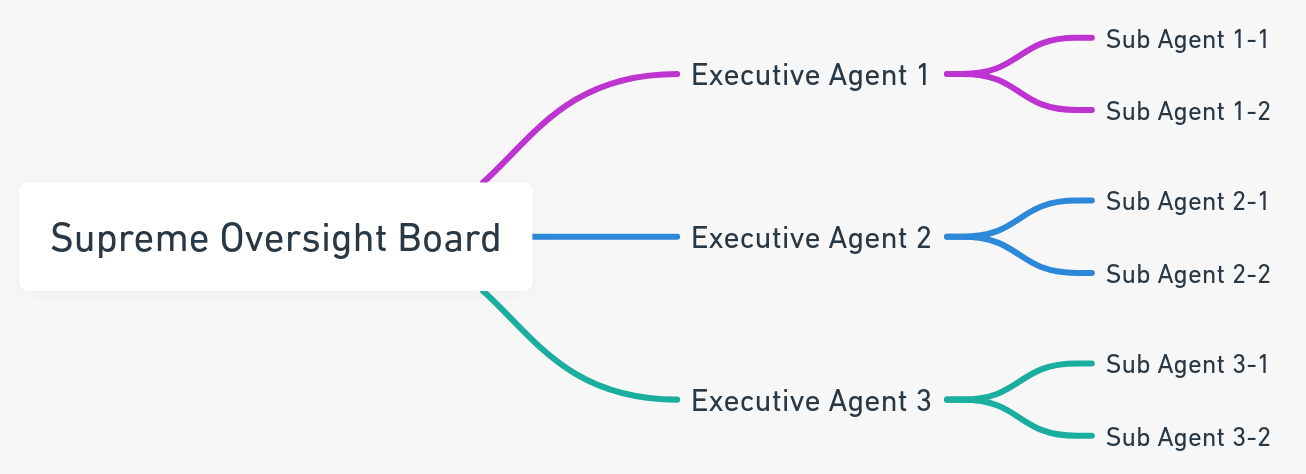 Supreme Oversight Board
Executive Agent 1
Sub Agent 1-1
Sub Agent 1-2
Executive Agent 2
Sub Agent 2-1
Sub Agent 2-2
Executive Agent 3
Sub Agent 3-1
Sub Agent 3-2